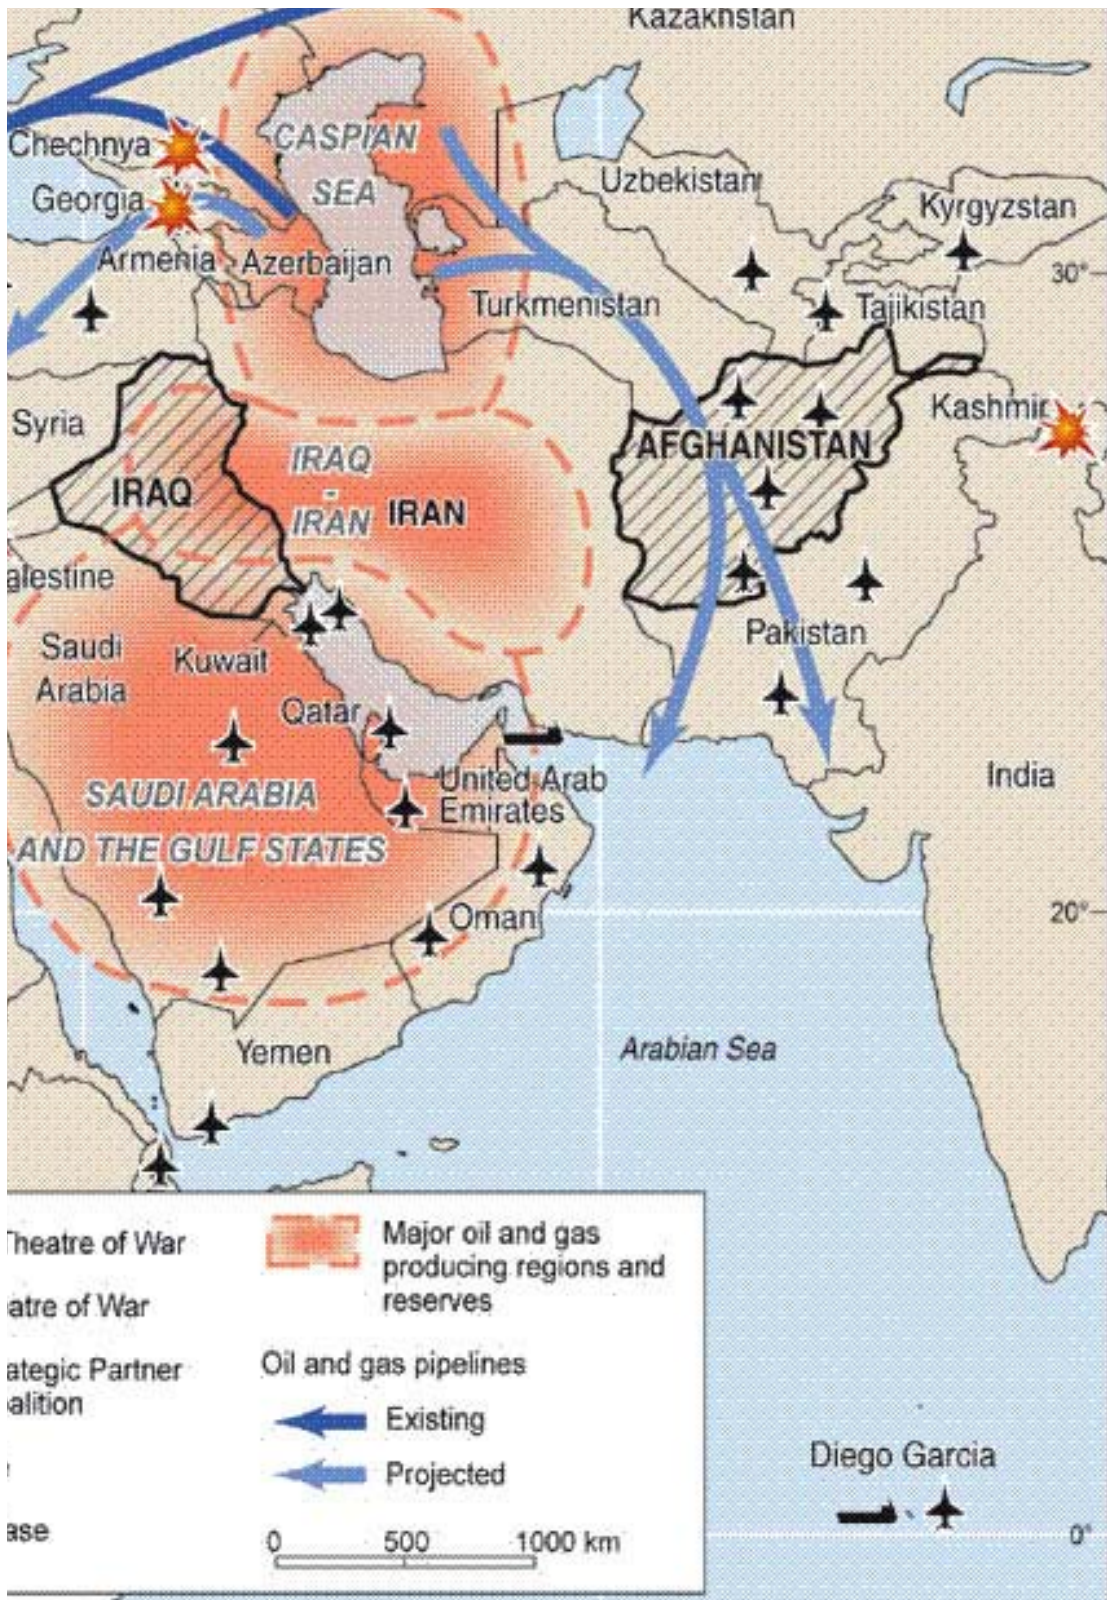 Kazakhstan
CASPIAN
SEA
Chechnya
Georgia
Armenia
Azerbaijan
Uzbekistan
Kyrgyzstan
30°
Turkmenistan
Tajikistan
Syria
Kashmir
AFGHANISTAN
IRAQ
-
IRAN
IRAQ
IRAN
alestine
Saudi
Arabia
Kuwait
Pakistan
Qatar
SAUDI ARABIA
AND THE GULF STATES
United Arab
Emirates
India
Oman
20°
Yemen
Arabian Sea
Theatre of War
atre of War
ategic Partner
alition
ase
Major oil and gas
producing regions and
reserves
Oil and gas pipelines
Existing
Projected
0 500 1000 km
Diego Garcia
0°